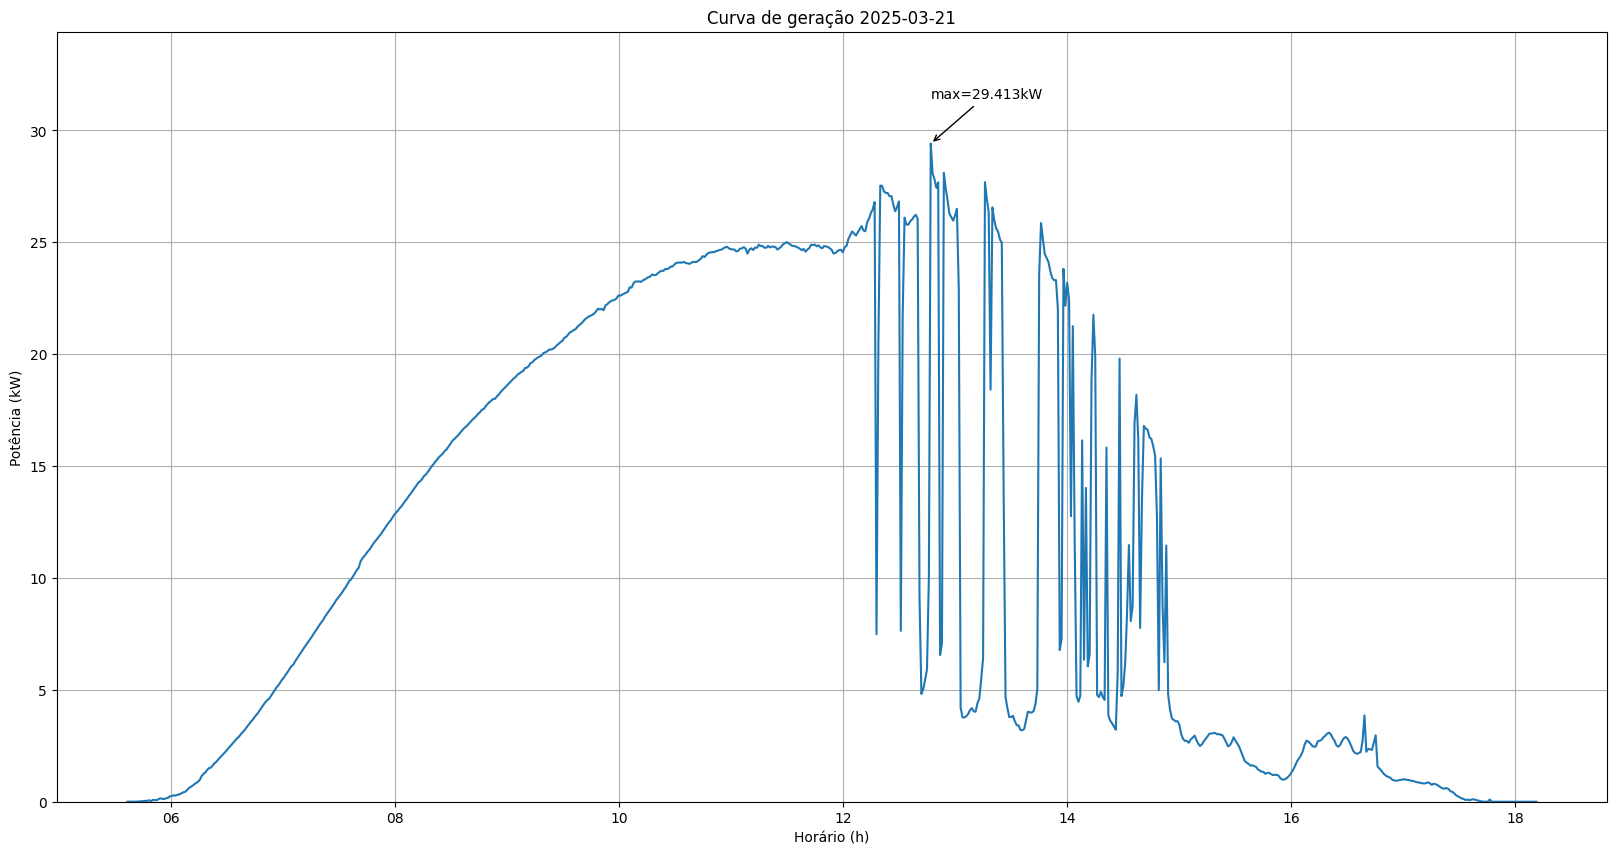 Curva de geração 2025-03-21
max=29.413kW
Potência (kW)
30
25
20
15
10
5
0
06 08 10 12 14 16 18
Horário (h)